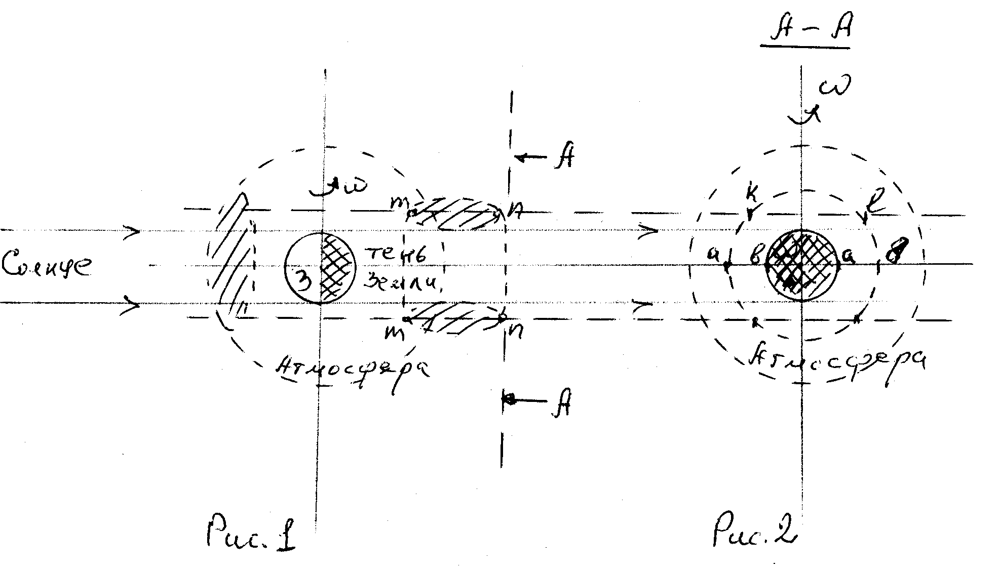 A – A
ω
A
ω
m
n
к
l
Солнце
З
тень
земли.
а
в
а
в
m
n
Атмосфера
Атмосфера
A
Рис. 1
Рис. 2